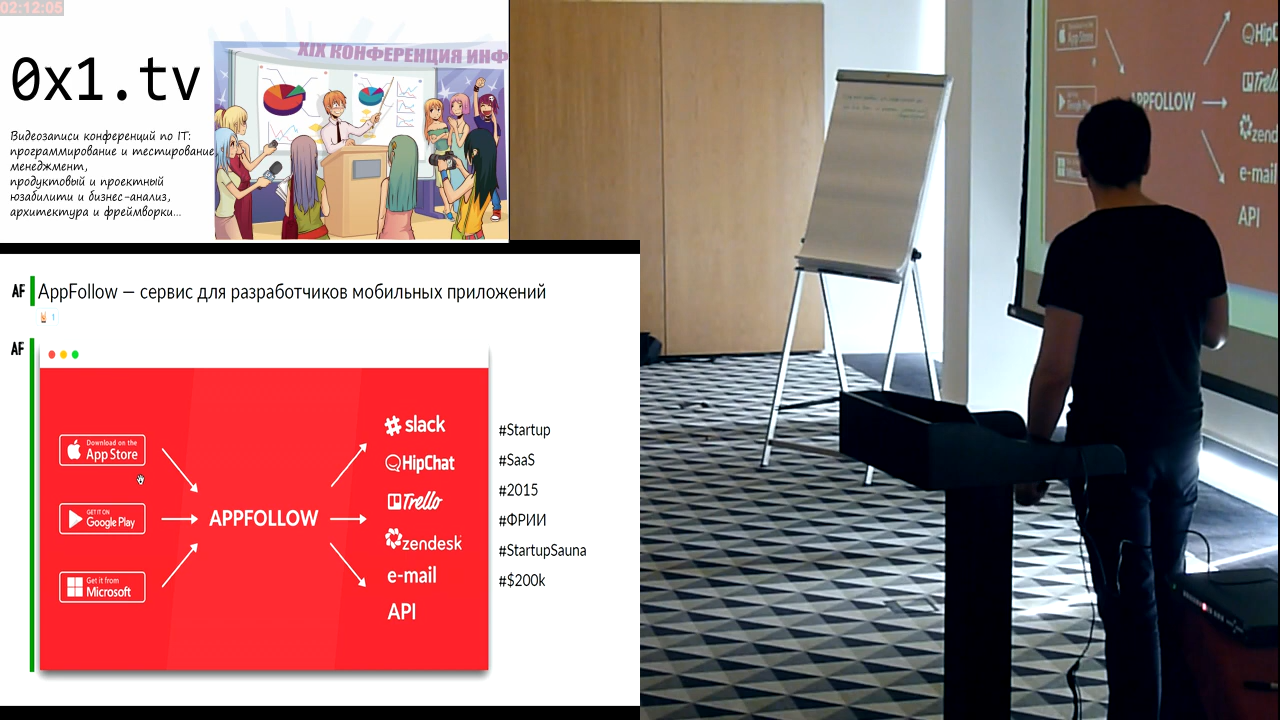 02:12:05
0x1.tv
Видеозаписи конференций по IT:
программирование и тестирование,
менеджмент,
продуктовый и проектный
юзабилити и бизнес-анализ,
архитектура и фреймворки...
XIX КОНФЕРЕНЦИЯ ИНФ
AF AppFollow — сервис для разработчиков мобильных приложений
1
AF
Download on the
App Store
GET IT ON
Google Play
Get it from
Microsoft
APPFOLLOW
slack
HipChat
Trello
zendesk
e-mail
API
#Startup
#SaaS
#2015
#ФРИИ
#StartupSauna
#$200k
App Store
Google Play
APPFOLLOW
HipC
Trello
zend
e-mail
API